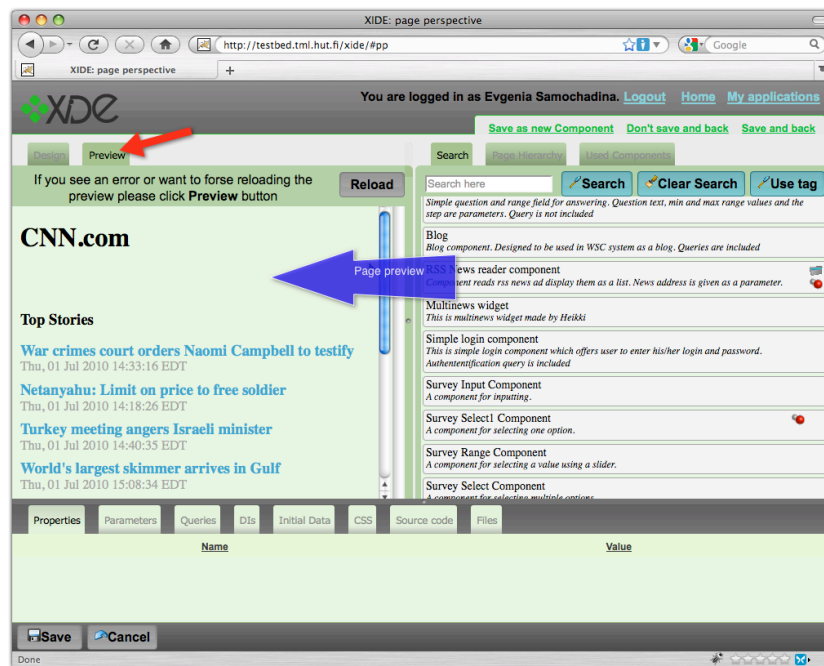 XIDE: page perspective
http://testbed.tml.hut.fi/xide/#pp
Google
XIDE: page perspective
+
XIDE
You are logged in as Evgenia Samochadina. Logout Home My applications
Save as new Component Don't save and back Save and back
Design Preview
Search Page Hierarchy Used Components
If you see an error or want to forse reloading the
preview please click Preview button
Reload
Search here
Search
Clear Search
Use tag
CNN.com
Top Stories
War crimes court orders Naomi Campbell to testify
Thu, 01 Jul 2010 14:33:16 EDT
Netanyahu: Limit on price to free soldier
Thu, 01 Jul 2010 14:18:26 EDT
Turkey meeting angers Israeli minister
Thu, 01 Jul 2010 14:40:35 EDT
World's largest skimmer arrives in Gulf
Thu, 01 Jul 2010 15:08:34 EDT
Page preview
Simple question and range field for answering. Question text, min and max range values and the
step are parameters. Query is not included
Blog
Blog component. Designed to be used in WSC system as a blog. Queries are included
RSS News reader component
Component reads rss news ad display them as a list. News address is given as a parameter.
Multinews widget
This is multinews widget made by Heikki
Simple login component
This is simple login component which offers user to enter his/her login and password.
Authententification query is included
Survey Input Component
A component for inputting.
Survey Select1 Component
A component for selecting one option.
Survey Range Component
A component for selecting a value using a slider.
Survey Select Component
A component for selecting multiple options.
Properties Parameters Queries DIs Initial Data CSS Source code Files
Name Value
Save Cancel
Done